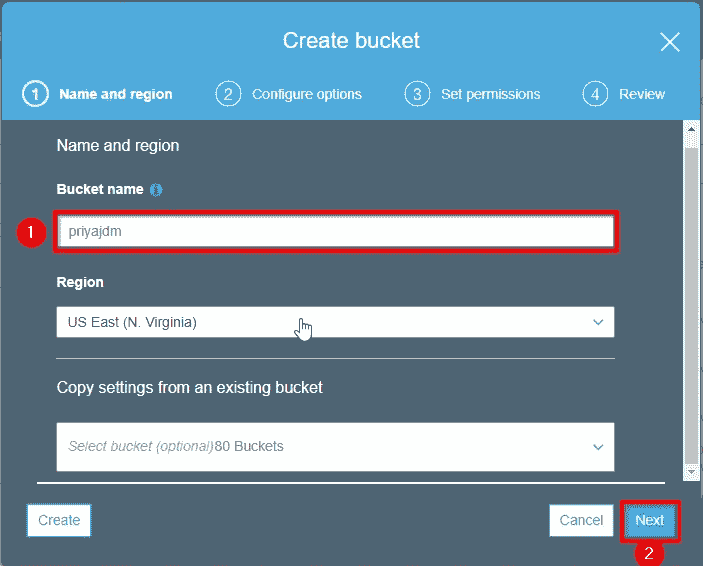 Create bucket
1 Name and region 2 Configure options 3 Set permissions 4 Review
Name and region
Bucket name
1 priyajdm
Region
US East (N. Virginia)
Copy settings from an existing bucket
Select bucket (optional)80 Buckets
Create Cancel Next
2